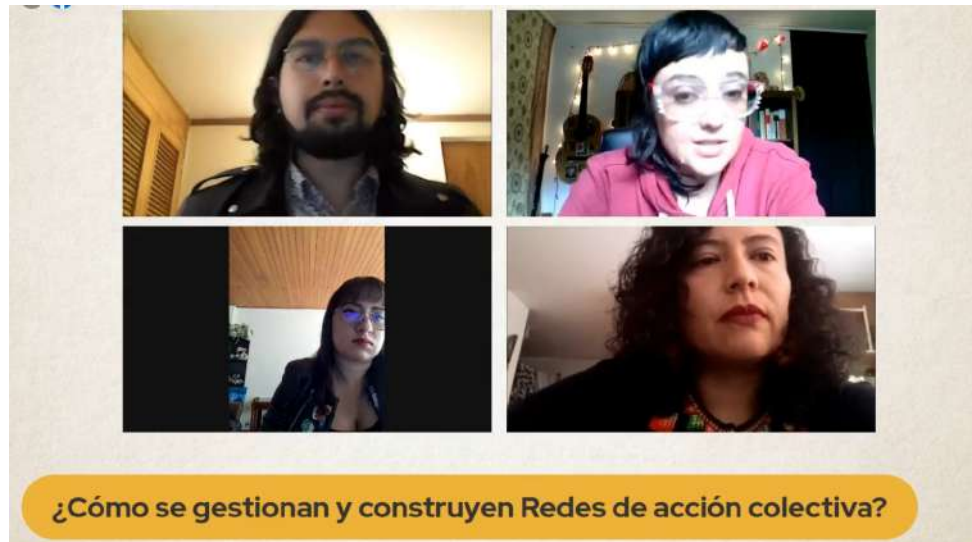 ¿Cómo se gestionan y construyen Redes de acción colectiva?